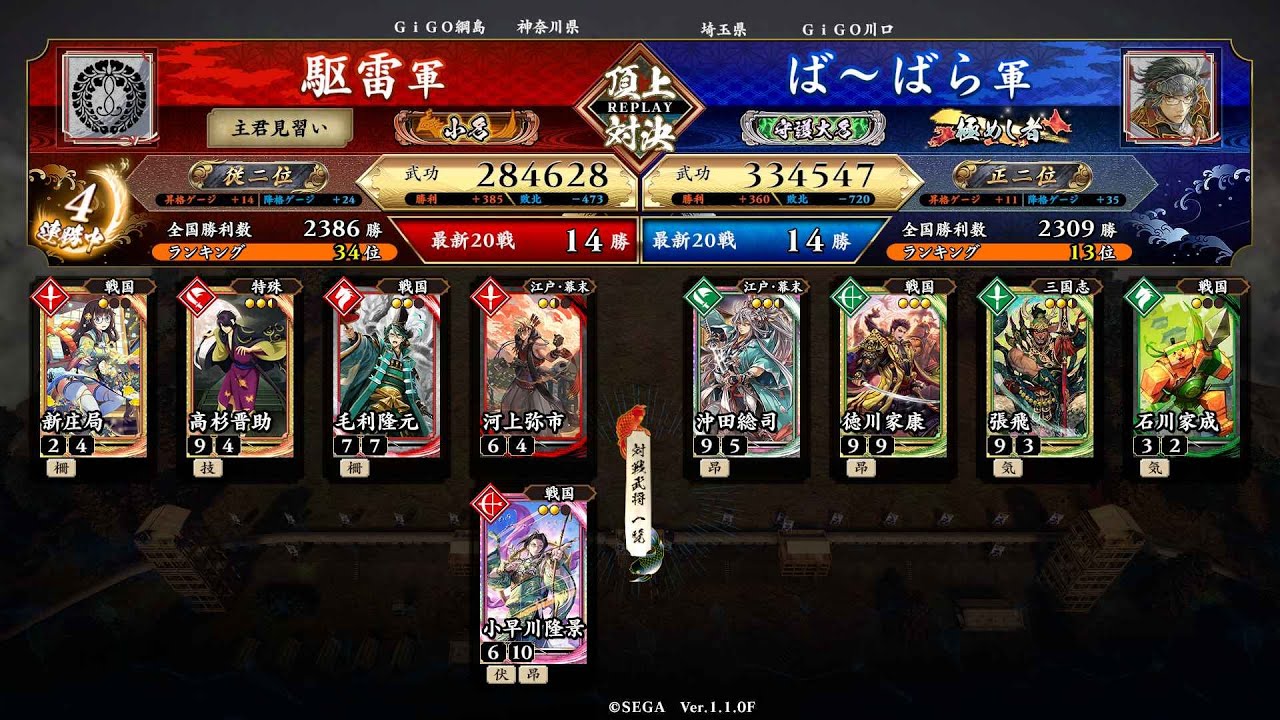 GiGO綱島 神奈川県
埼玉県 GiGO川口
駆雷軍
頂上
REPLAY
対決
ば〜ばら軍
主君見習い
小名
守護大名
極めし者
4
連勝中
従二位
昇格ゲージ +14 降格ゲージ +24
武功 284628
勝利 +385 敗北 -473
武功 334547
勝利 +360 敗北 -720
正二位
昇格ゲージ +11 降格ゲージ +35
全国勝利数 2386勝
ランキング 34位
最新20戦 14勝
最新20戦 14勝
全国勝利数 2309勝
ランキング 13位
戦国
新庄局
2 4
柵
特殊
高杉晋助
9 4
技
戦国
毛利隆元
7 7
柵
江戸・幕末
河上弥市
6 4
江戸・幕末
沖田総司
9 5
昂
戦国
徳川家康
9 9
昂
三国志
張飛
9 3
気
戦国
石川家成
3 2
気
対戦武将一覧
戦国
小早川隆景
6 10
伏 昂
©SEGA Ver.1.1.0F